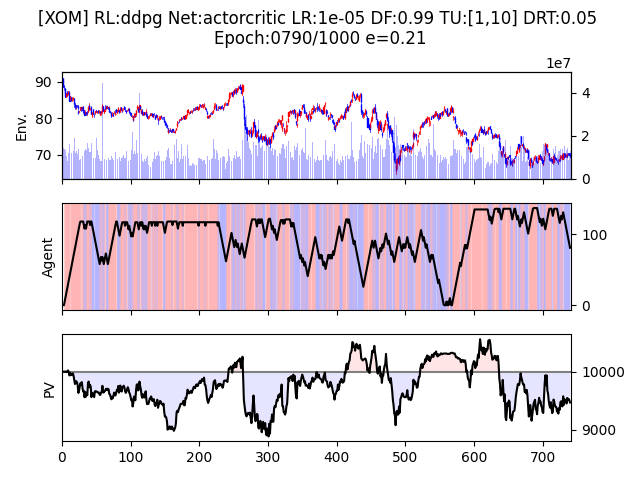 [XOM] RL:ddpg Net:actorcritic LR:1e-05 DF:0.99 TU:[1,10] DRT:0.05
Epoch:0790/1000 e=0.21
1e7
90
80
70
Env.
4
2
0
Agent
100
0
PV
10000
9000
0 100 200 300 400 500 600 700